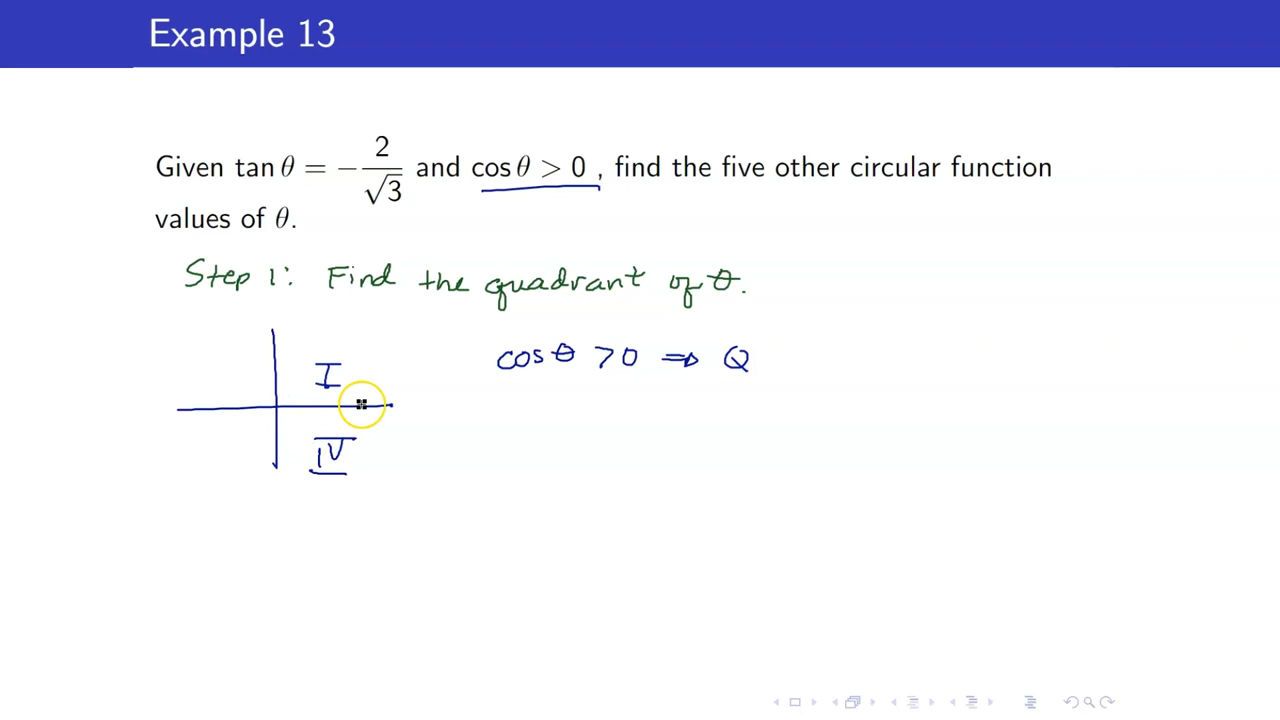 Example 13
Given tan θ = −2/√3 and cos θ > 0 , find the five other circular function
values of θ.
Step 1: Find the quadrant of θ.
I
cosθ >0 ⇒ Q
IV